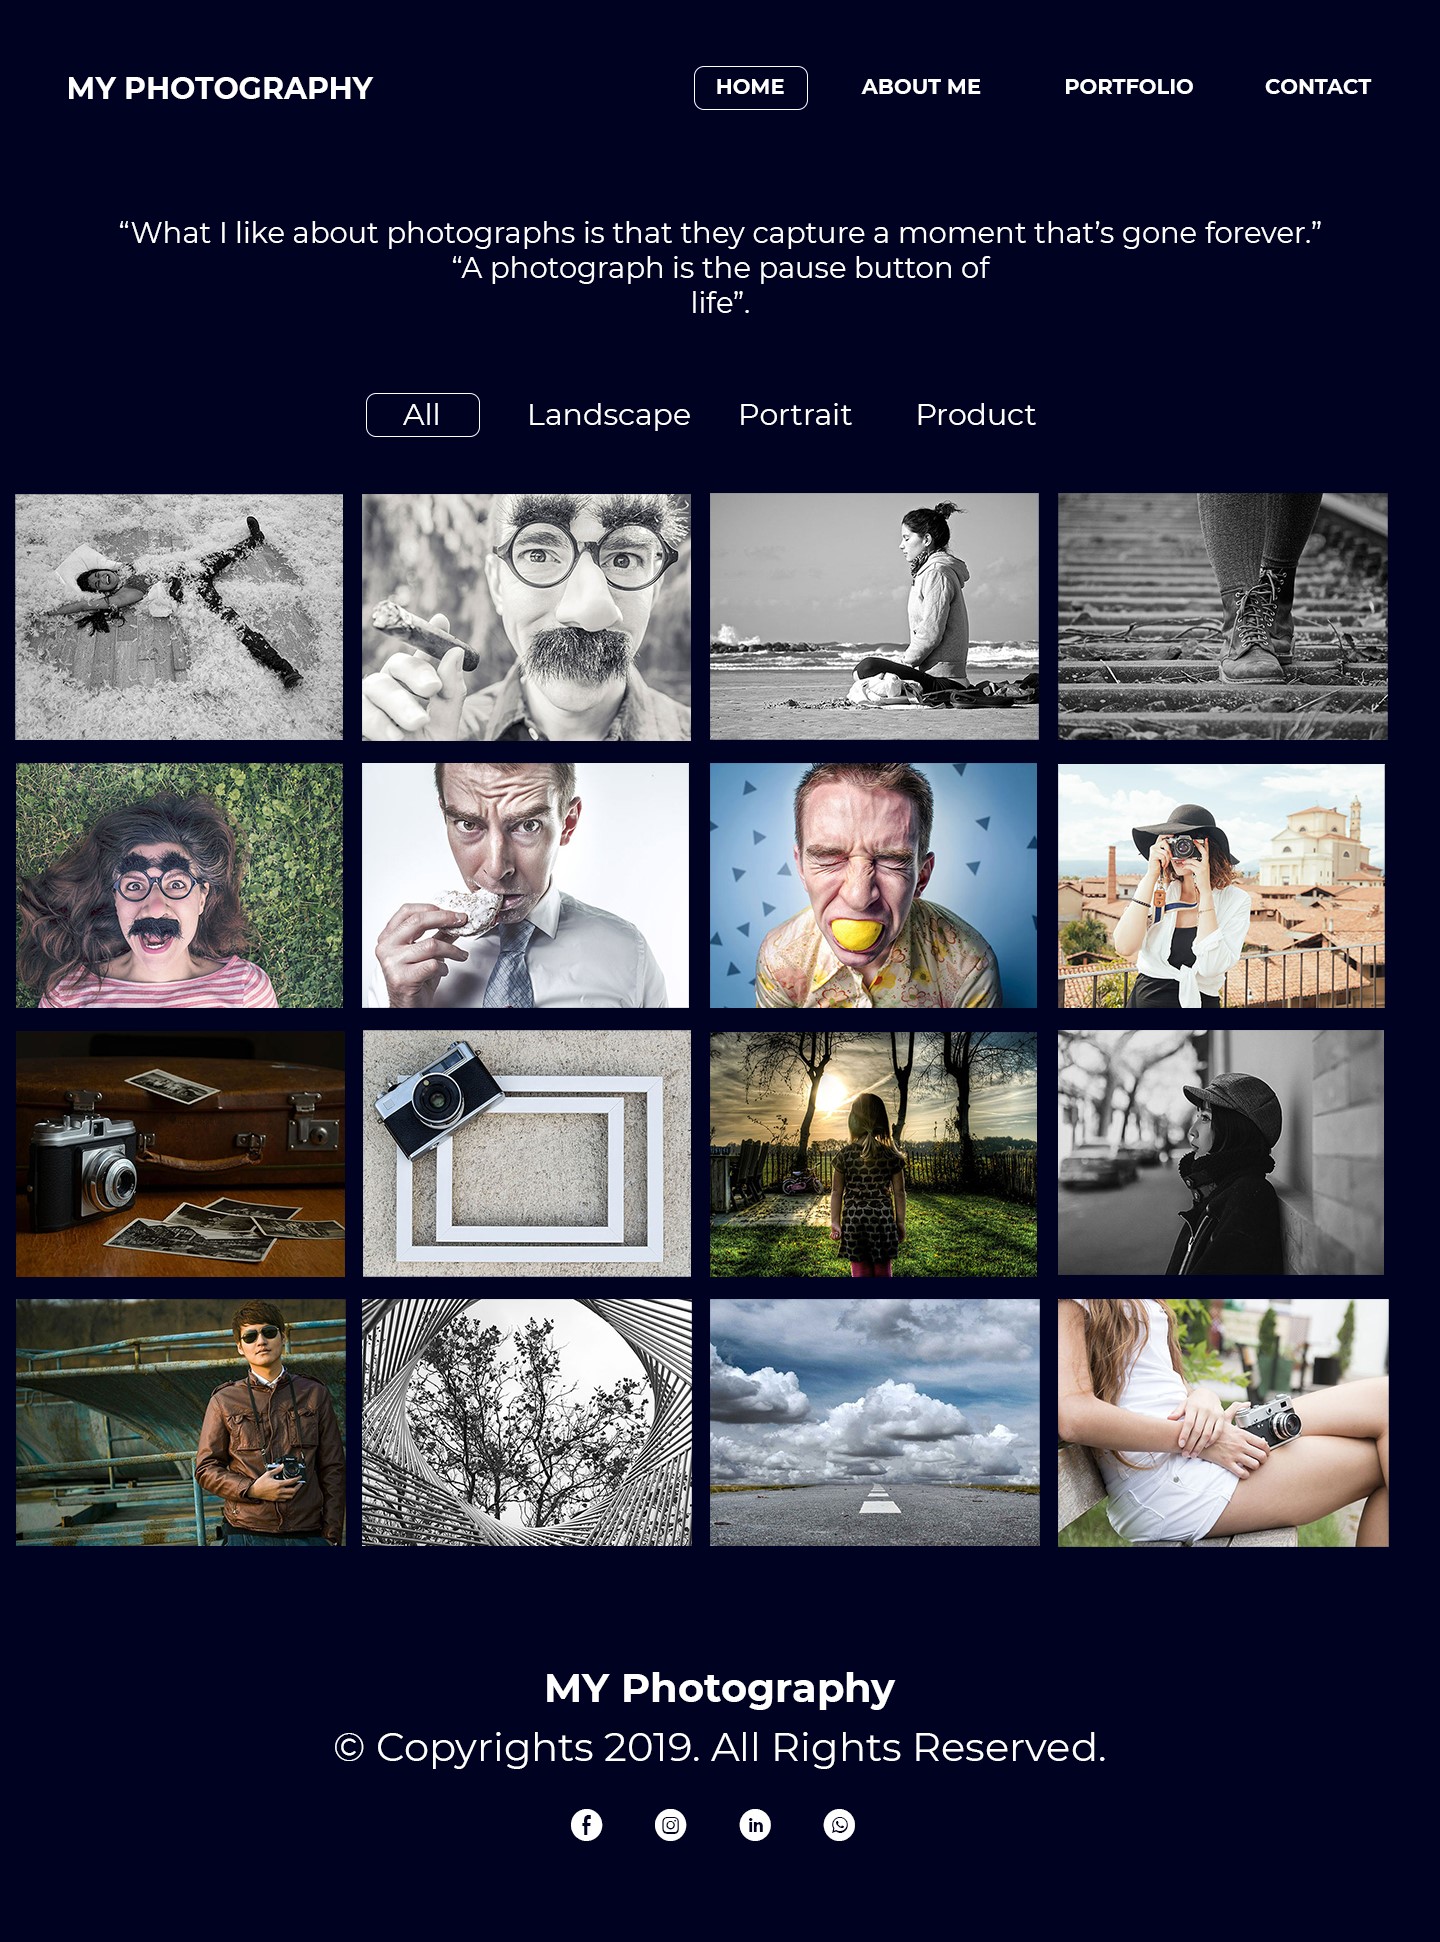 MY PHOTOGRAPHY
HOME
ABOUT ME
PORTFOLIO
CONTACT
“What I like about photographs is that they capture a moment that’s gone forever.”
“A photograph is the pause button of
life”.
All
Landscape
Portrait
Product
MY Photography
© Copyrights 2019. All Rights Reserved.